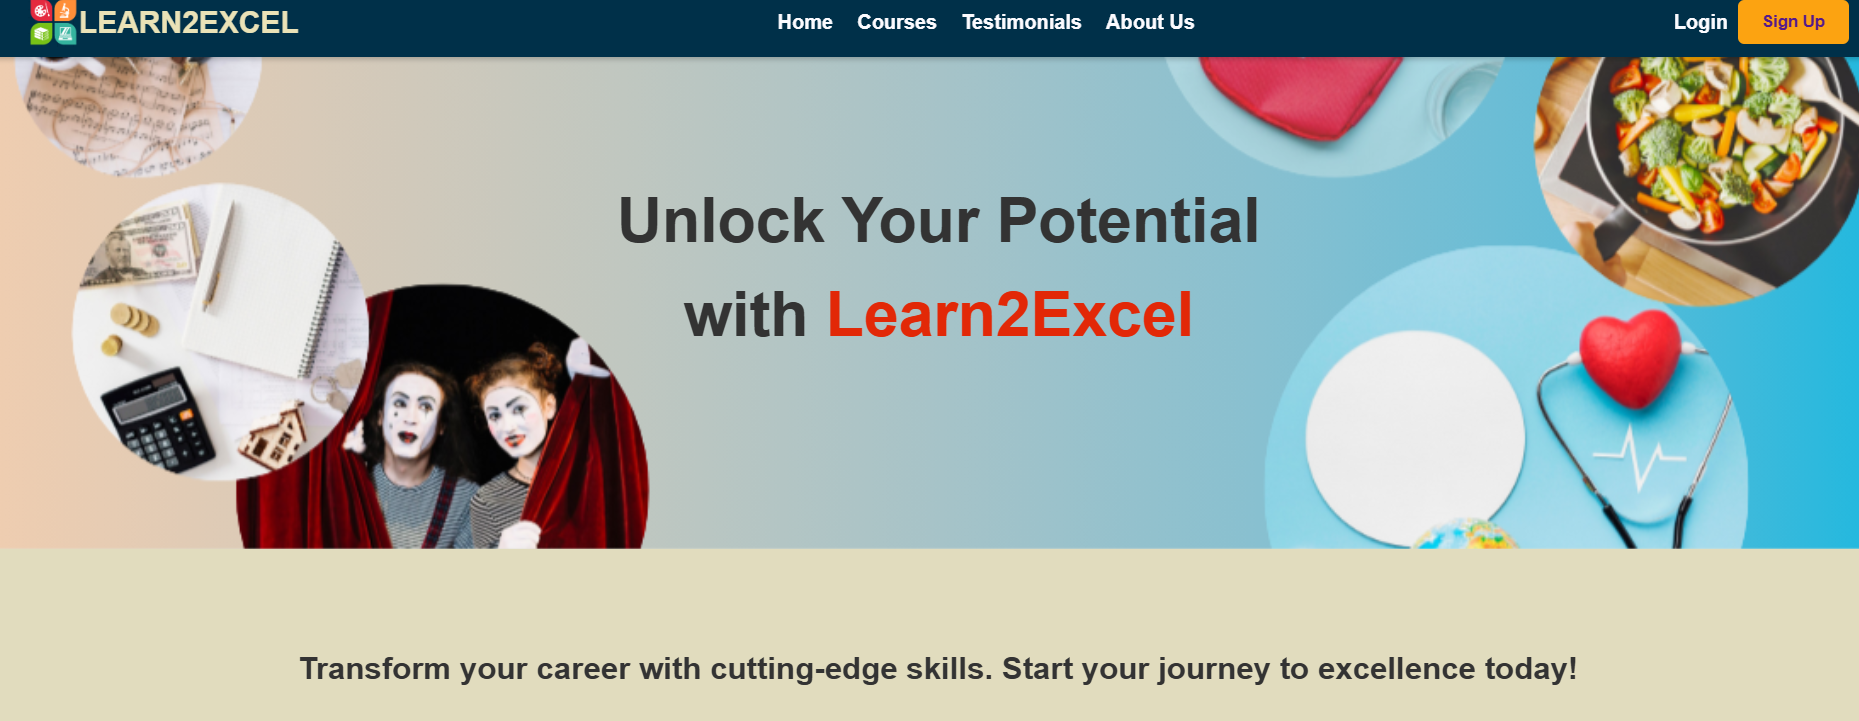 LEARN2EXCEL
Home Courses Testimonials About Us
Login Sign Up
Unlock Your Potential
with Learn2Excel
Transform your career with cutting-edge skills. Start your journey to excellence today!